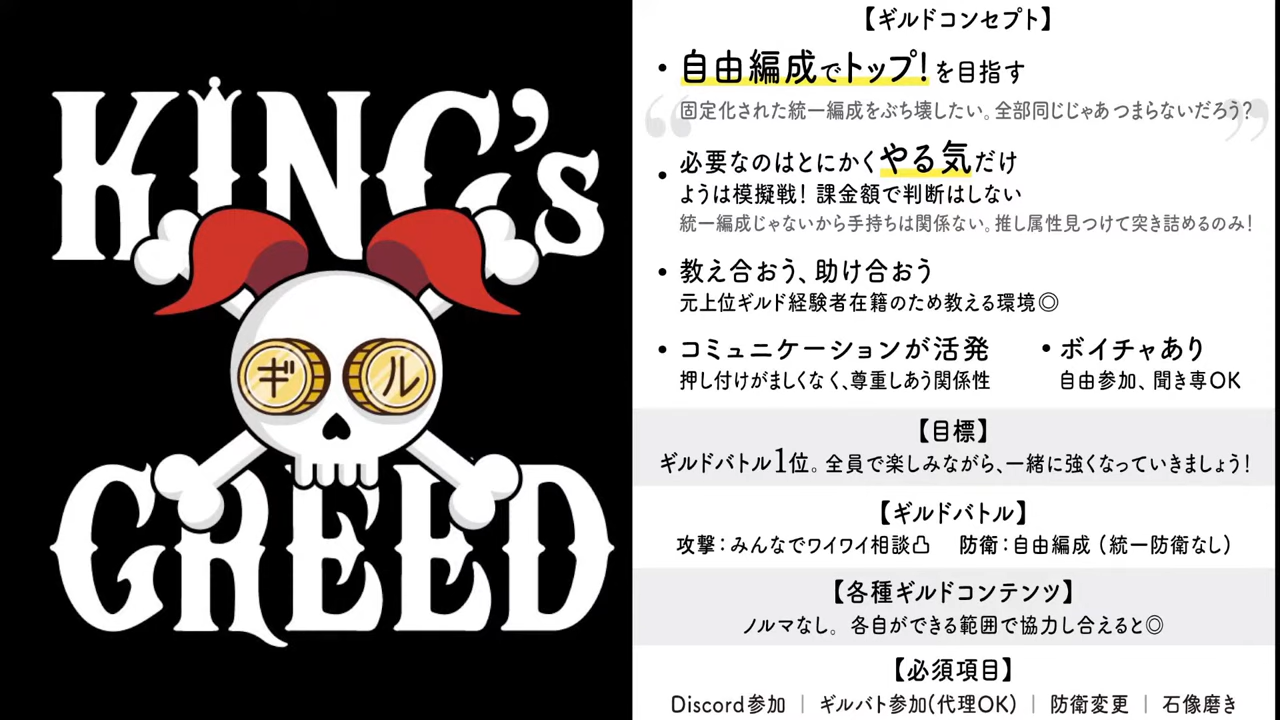 KING's
ギル
GREED
【ギルドコンセプト】
・自由編成でトップ!を目指す
“固定化された統一編成をぶち壊したい。全部同じじゃあつまらないだろう?”
・必要なのはとにかくやる気だけ
ようは模擬戦! 課金額で判断はしない
統一編成じゃないから手持ちは関係ない。推し属性見つけて突き詰めるのみ!
・教え合おう、助け合おう
元上位ギルド経験者在籍のため教える環境◎
・コミュニケーションが活発
押し付けがましくなく、尊重しあう関係性
・ボイチャあり
自由参加、聞き専OK
【目標】
ギルドバトル1位。全員で楽しみながら、一緒に強くなっていきましょう!
【ギルドバトル】
攻撃:みんなでワイワイ相談凸 防衛:自由編成(統一防衛なし)
【各種ギルドコンテンツ】
ノルマなし。各自ができる範囲で協力し合えると◎
【必須項目】
Discord参加 | ギルバト参加(代理OK) | 防衛変更 | 石像磨き